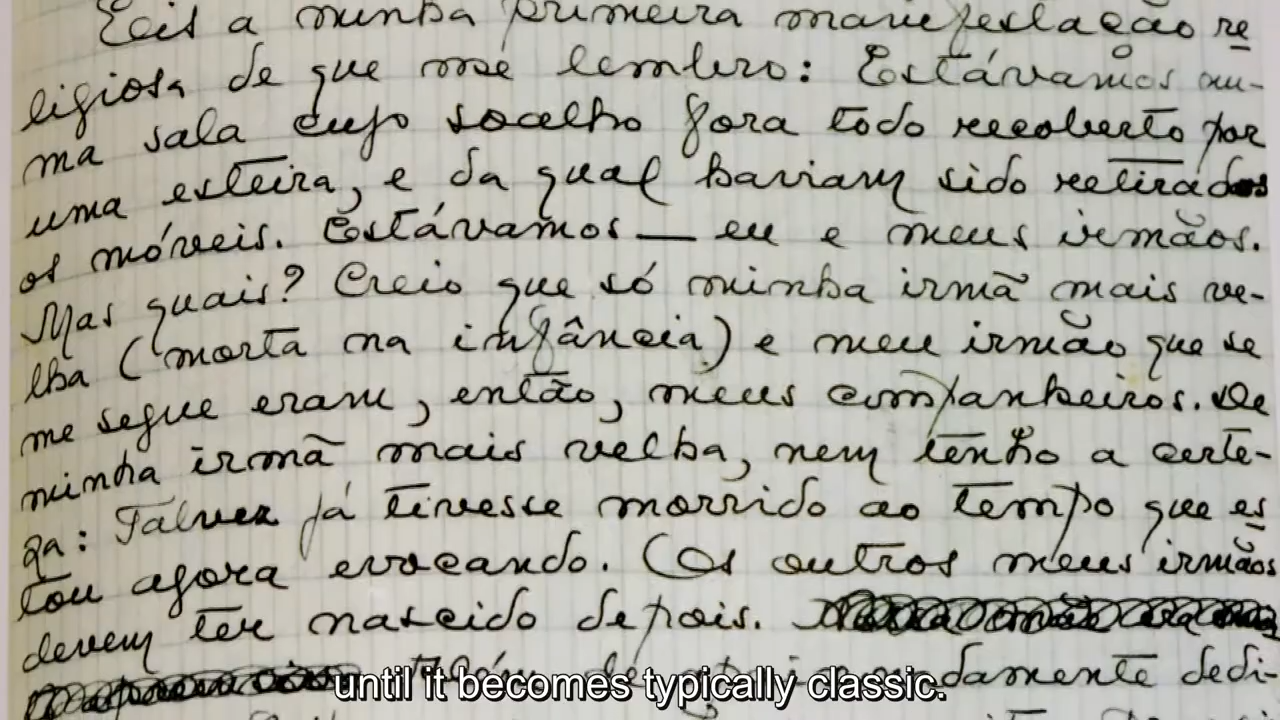 Eis a minha primeira manifestação re
ligiosa de que me lembro: Estávamos nu-
ma sala cujo soalho fora todo recoberto por
uma esteira, e da qual haviam sido retirados
os móveis. Estávamos — eu e meus irmãos.
Mas quais? Creio que só minha irmã mais ve-
lha (morta na infância) e meu irmão que se
me segue eram, então, meus companheiros. De
minha irmã mais velha, nem tenho a certe-
za: Talvez já tivesse morrido ao tempo que es
tou agora evocando. (Os outros meus irmãos
devem ter nascido depois.
damente dedi-
until it becomes typically classic.